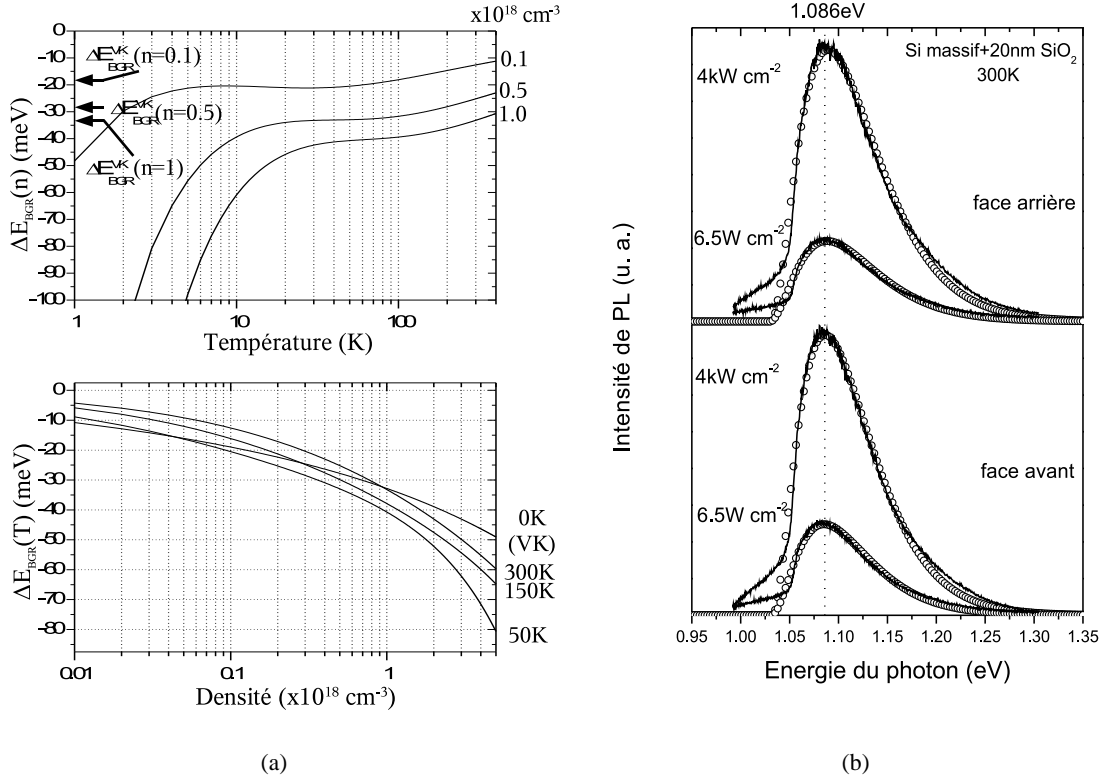 x10¹⁸ cm⁻³
0
-10
-20
-30
-40
-50
-60
-70
-80
-90
-100
ΔE_BGR(n) (meV)
ΔE^VK_BGR(n=0.1)
ΔE^VK_BGR(n=0.5)
ΔE^VK_BGR(n=1)
0.1
0.5
1.0
1
10
100
Température (K)
0
-10
-20
-30
-40
-50
-60
-70
-80
ΔE_BGR(T) (meV)
0K
(VK)
300K
150K
50K
0.01
0.1
1
Densité (x10¹⁸ cm⁻³)
(a)
1.086eV
Si massif+20nm SiO₂
300K
4kW cm⁻²
face arrière
6.5W cm⁻²
4kW cm⁻²
face avant
6.5W cm⁻²
Intensité de PL (u. a.)
0.95
1.00
1.05
1.10
1.15
1.20
1.25
1.30
1.35
Energie du photon (eV)
(b)